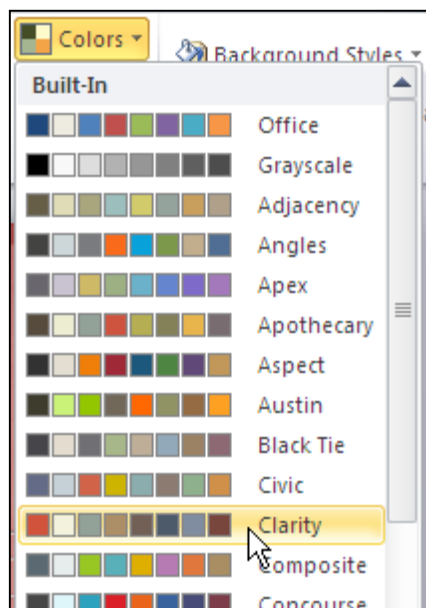 Colors
Background Styles
Built-In
Office
Grayscale
Adjacency
Angles
Apex
Apothecary
Aspect
Austin
Black Tie
Civic
Clarity
Composite
Concourse